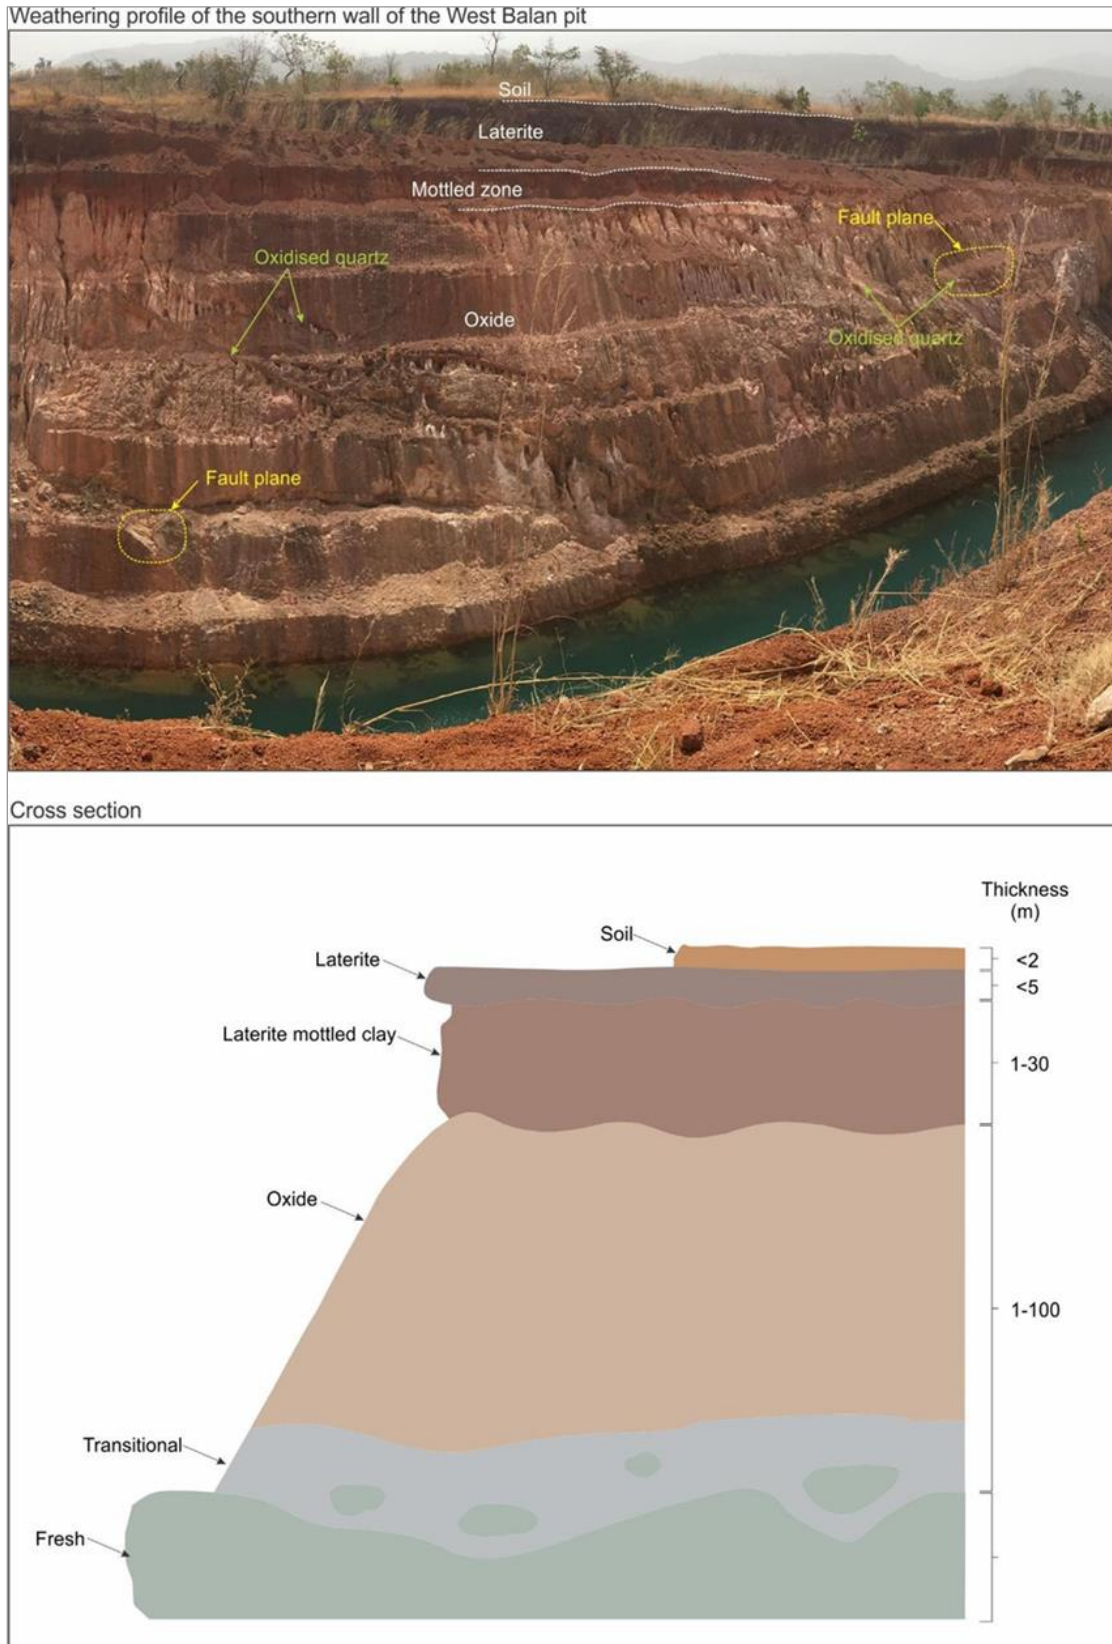 Weathering profile of the southern wall of the West Balan pit
Soil
Laterite
Mottled zone
Fault plane
Oxidised quartz
Oxide
Oxidised quartz
Fault plane
Cross section
Thickness
(m)
Soil
<2
Laterite
<5
Laterite mottled clay
1-30
Oxide
1-100
Transitional
Fresh